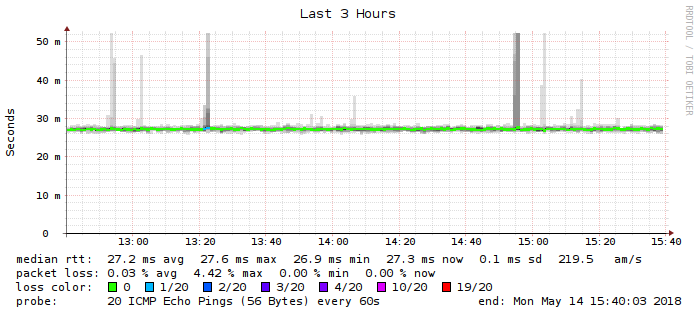 Last 3 Hours
RRDTOOL / TOBI OETIKER
Seconds
50 m
40 m
30 m
20 m
10 m
0
13:00 13:20 13:40 14:00 14:20 14:40 15:00 15:20 15:40
median rtt: 27.2 ms avg 27.6 ms max 26.9 ms min 27.3 ms now 0.1 ms sd 219.5 am/s
packet loss: 0.03 % avg 4.42 % max 0.00 % min 0.00 % now
loss color: 0 1/20 2/20 3/20 4/20 10/20 19/20
probe: 20 ICMP Echo Pings (56 Bytes) every 60s end: Mon May 14 15:40:03 2018